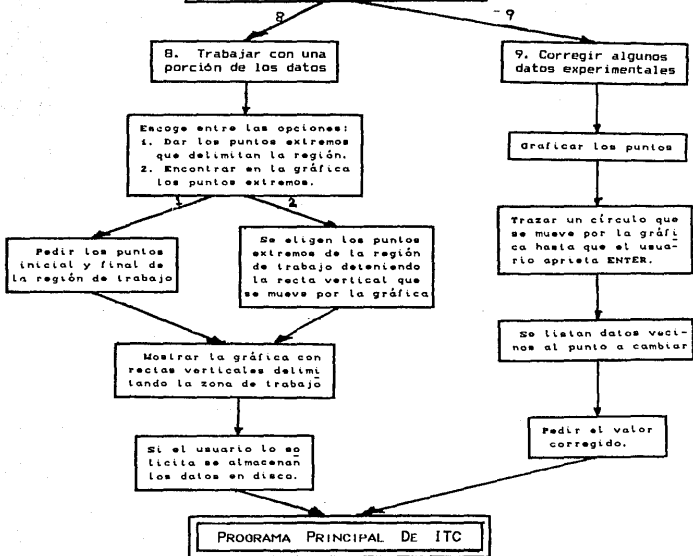 8
9
8. Trabajar con una
porción de los datos
9. Corregir algunos
datos experimentales
Escoge entre las opciones:
1. Dar los puntos extremos
que delimitan la región.
2. Encontrar en la gráfica
los puntos extremos.
Graficar los puntos
1
2
Pedir los puntos
inicial y final de
la región de trabajo
Se eligen los puntos
extremos de la región
de trabajo deteniendo
la recta vertical que
se mueve por la gráfica
Trazar un círculo que
se mueve por la gráfi
ca hasta que el usua-
rio aprieta ENTER.
Mostrar la gráfica con
rectas verticales delimi
tando la zona de trabajo
Se listan datos veci-
nos al punto a cambiar
Si el usuario lo so
licita se almacenan
los datos en disco.
Pedir el valor
corregido.
PROGRAMA PRINCIPAL DE ITC